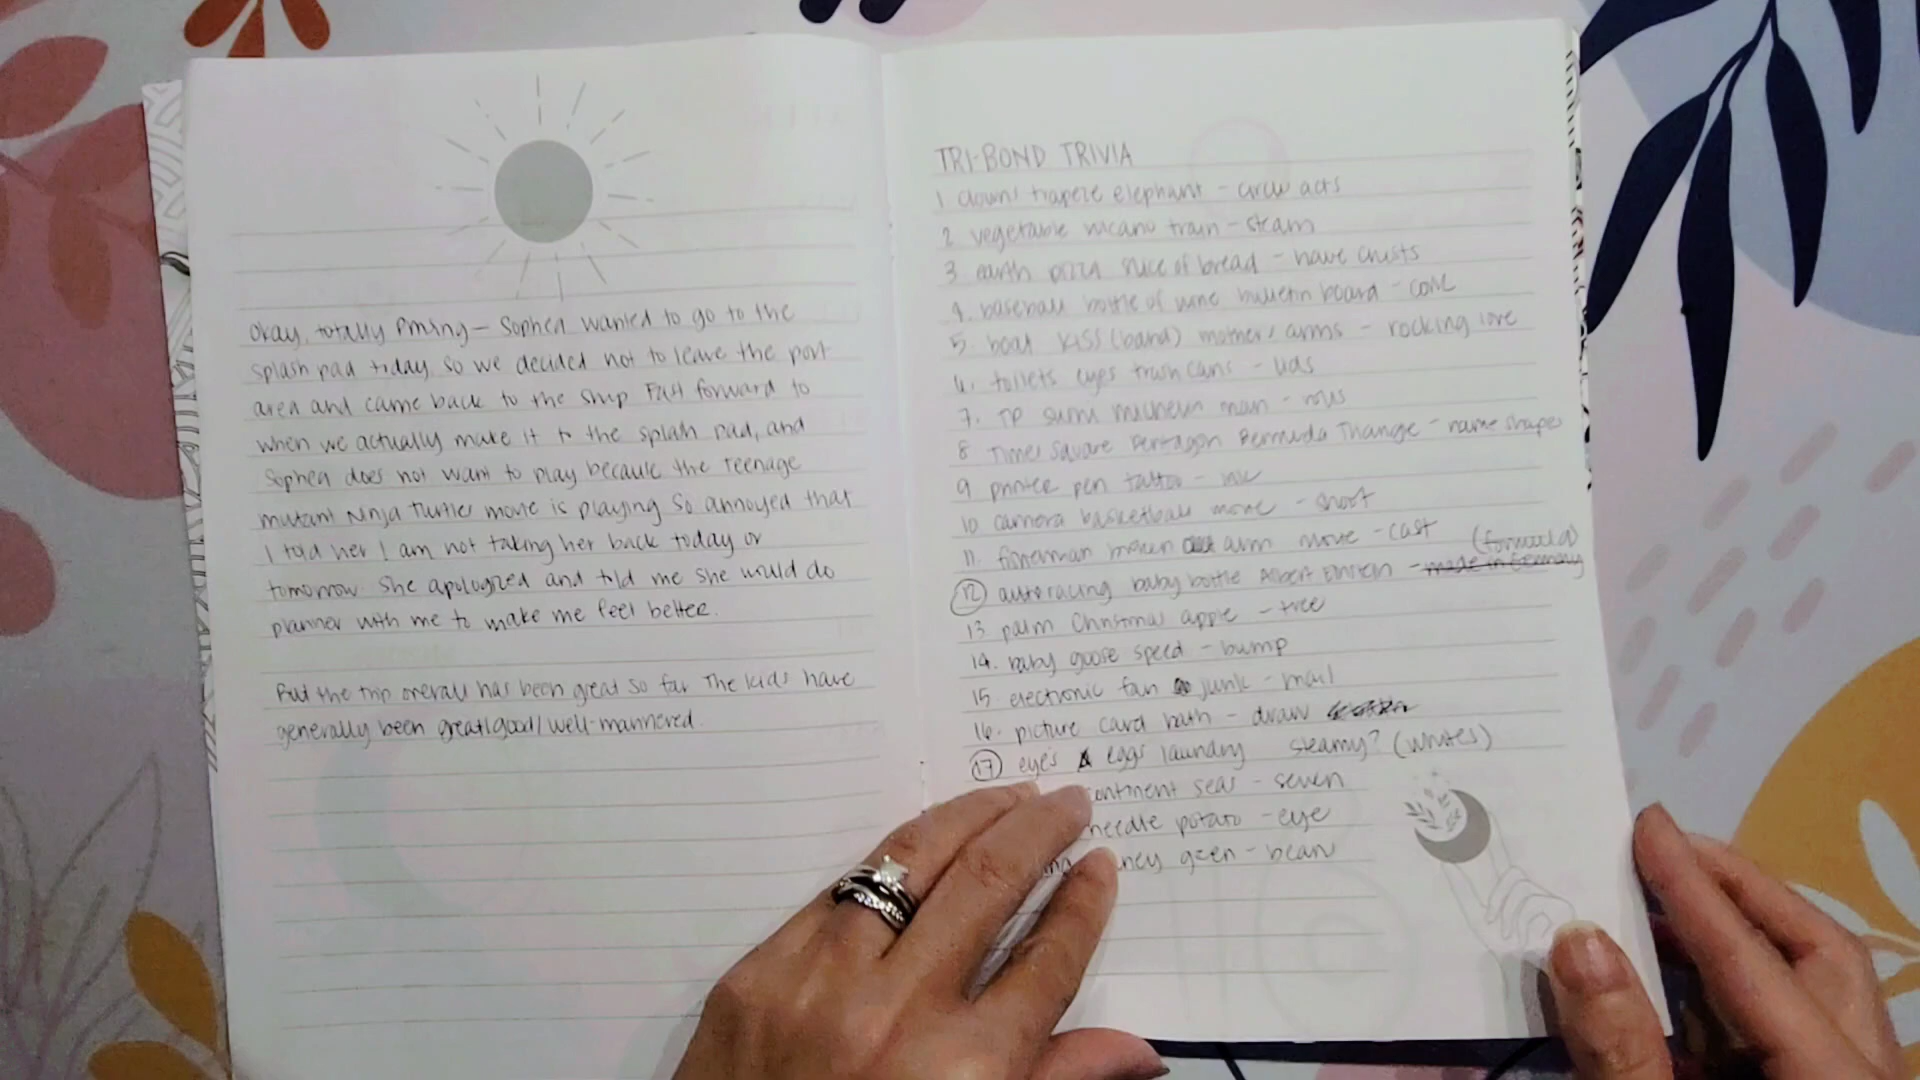 Okay, totally PMSing - Sophea wanted to go to the
splash pad today so we decided not to leave the port
area and came back to the ship Fast forward to
when we actually make it to the splash pad, and
Sophea does not want to play because the Teenage
mutant Ninja Turtles movie is playing so annoyed that
I told her I am not taking her back today or
tomorrow. She apologized and told me she would do
planner with me to make me feel better.
But the trip overall has been great so far The kids have
generally been great/good/well-mannered.
TRI-BOND TRIVIA
1 clowns trapeze elephant - circus acts
2 vegetable volcano train - steam
3 earth pizza slice of bread - have crusts
4. baseball bottle of wine bulletin board - cork
5. boat KISS (band) mothers arms - rocking love
6. toilets eyes trash cans - lids
7. TP sushi michelin man - rolls
8 Times Square Pentagon Bermuda Triangle - name shapes
9 printer pen tattoo - ink
10 camera basketball movie - shoot
11. fisherman broken arm movie - cast
(formula)
12 auto racing baby bottle Albert Einstein - made in Germany
13 palm Christmas apple - tree
14. baby goose speed - bump
15 electronic fan junk - mail
16. picture card bath - draw
17 eyes eggs laundry steamy? (whites)
continent seas - seven
needle potato - eye
green - bean